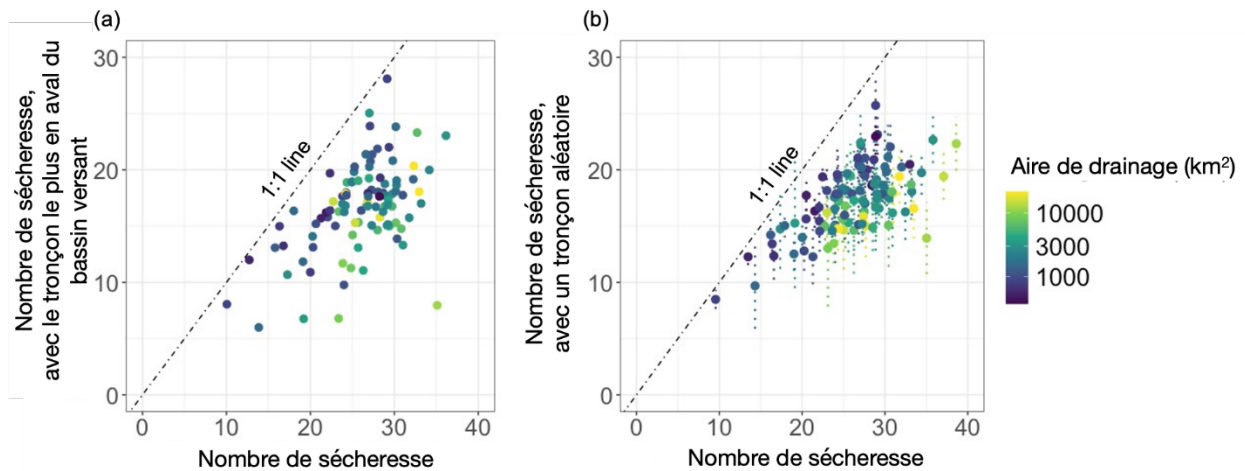 (a)
Nombre de sécheresse,
avec le tronçon le plus en aval du
bassin versant
30
20
10
0
1:1 line
0 10 20 30 40
Nombre de sécheresse
(b)
Nombre de sécheresse,
avec un tronçon aléatoire
30
20
10
0
1:1 line
0 10 20 30 40
Nombre de sécheresse
Aire de drainage (km²)
10000
3000
1000